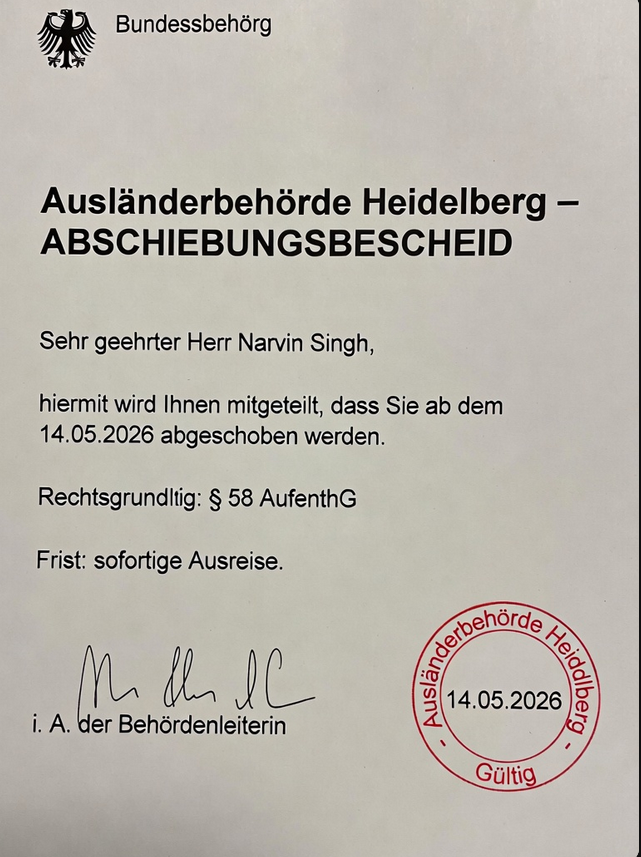 Bundessbehörg
Ausländerbehörde Heidelberg –
ABSCHIEBUNGSBESCHEID
Sehr geehrter Herr Narvin Singh,
hiermit wird Ihnen mitgeteilt, dass Sie ab dem
14.05.2026 abgeschoben werden.
Rechtsgrundltig: § 58 AufenthG
Frist: sofortige Ausreise.
i. A. der Behördenleiterin
- Ausländerbehörde Heiddlberg -
14.05.2026
Gültig